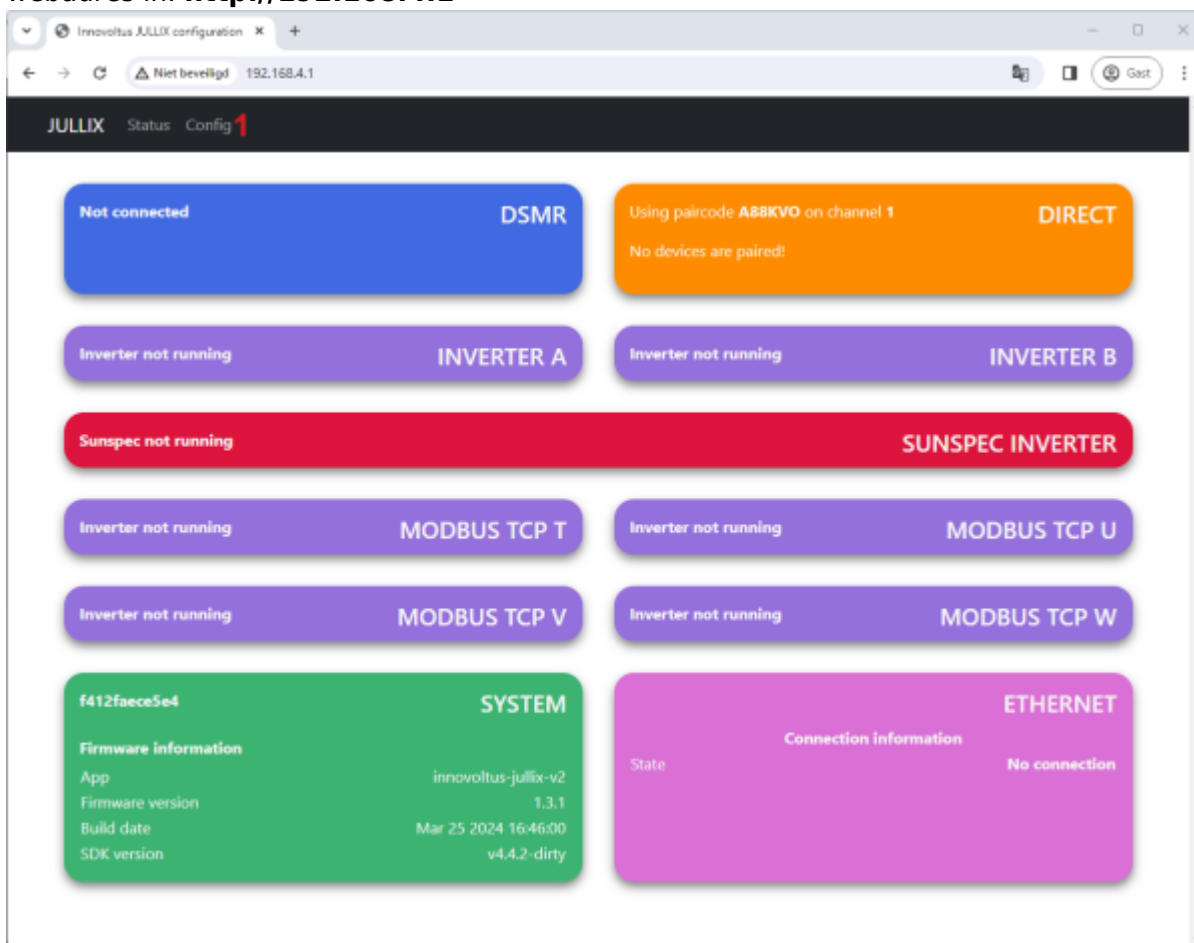 Innovoltus JULLIX configuration
Niet beveiligd 192.168.4.1 Gast
JULLIX Status Config 1
Not connected DSMR
Using paircode A88KVO on channel 1 DIRECT
No devices are paired!
Inverter not running INVERTER A
Inverter not running INVERTER B
Sunspec not running SUNSPEC INVERTER
Inverter not running MODBUS TCP T
Inverter not running MODBUS TCP U
Inverter not running MODBUS TCP V
Inverter not running MODBUS TCP W
f412faece5e4 SYSTEM
Firmware information
App innovoltus-jullix-v2
Firmware version 1.3.1
Build date Mar 25 2024 16:46:00
SDK version v4.4.2-dirty
ETHERNET
Connection information
State No connection